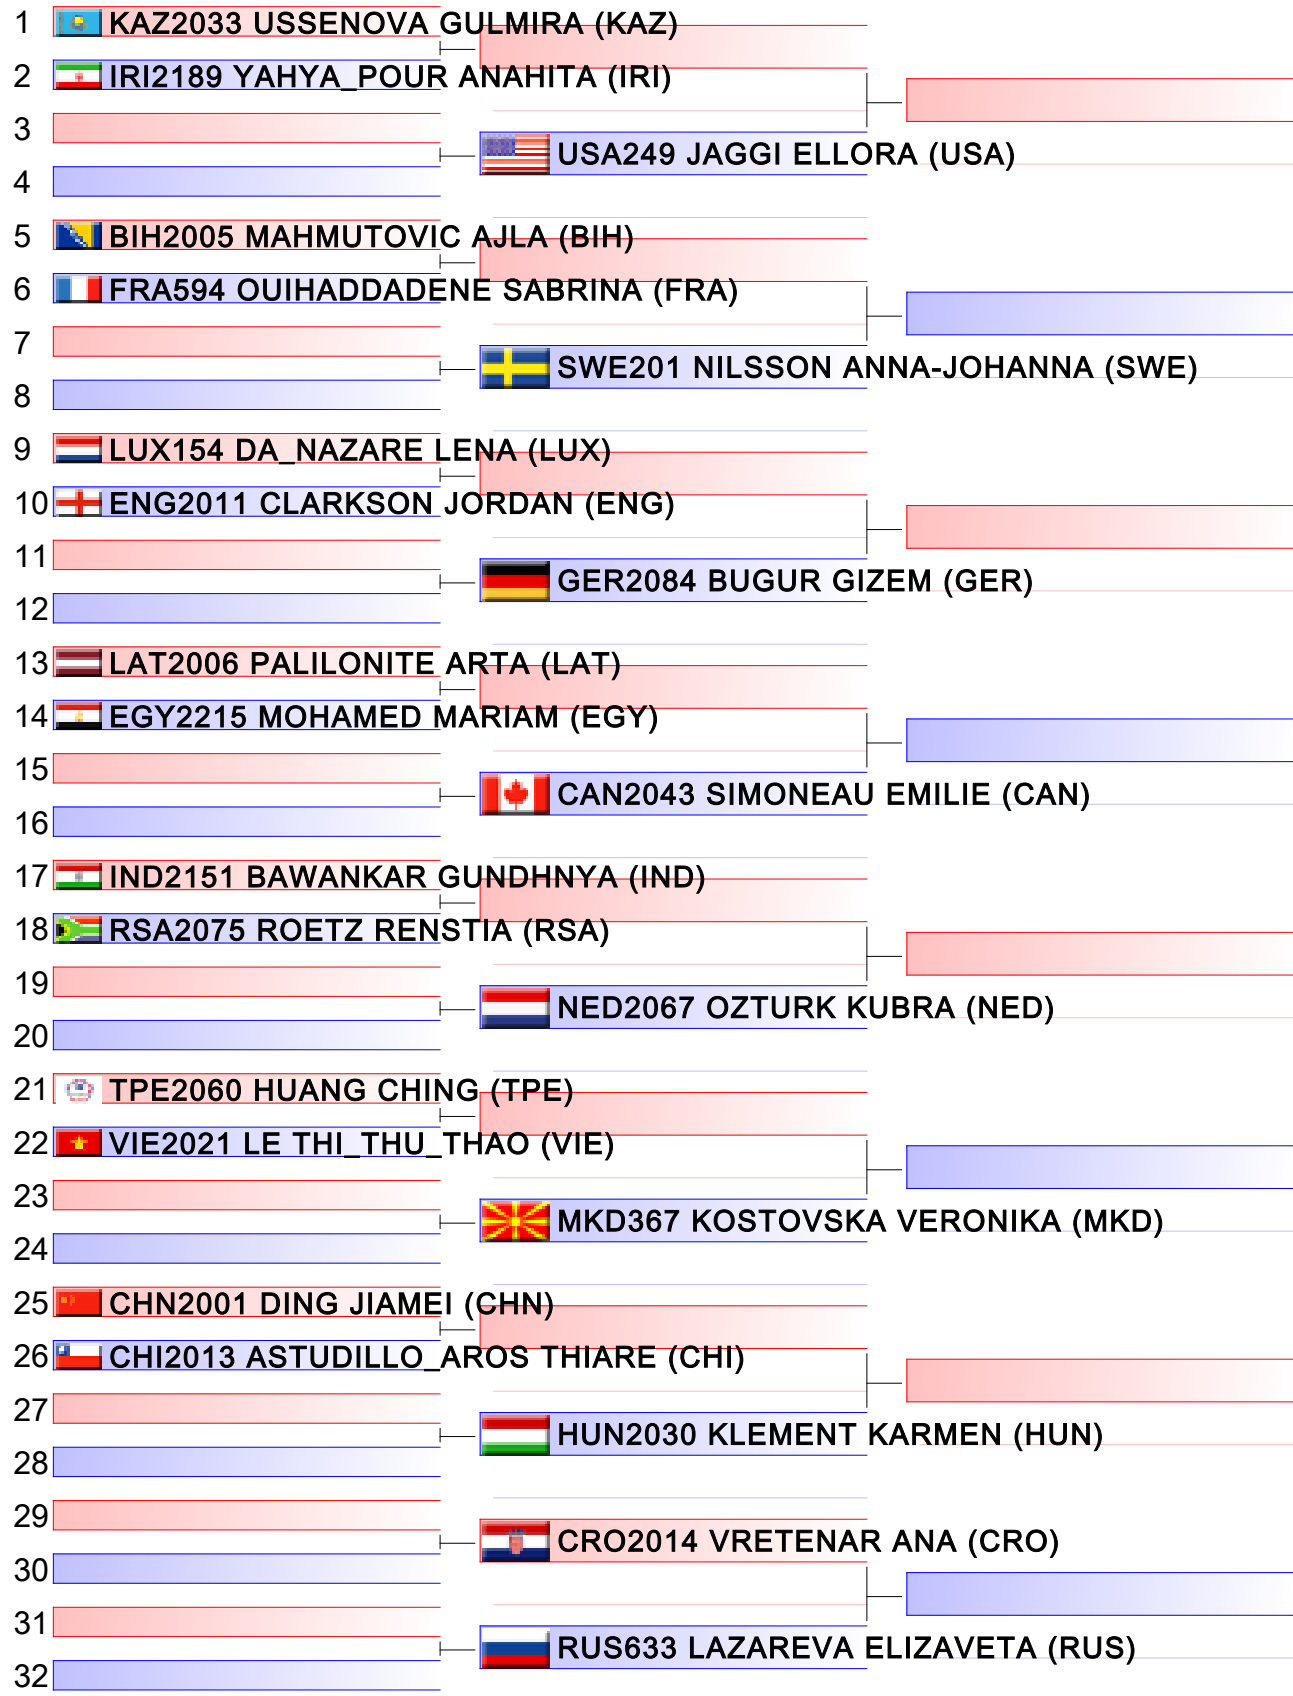 1 KAZ2033 USSENOVA GULMIRA (KAZ)
2 IRI2189 YAHYA_POUR ANAHITA (IRI)
3
USA249 JAGGI ELLORA (USA)
4
5 BIH2005 MAHMUTOVIC AJLA (BIH)
6 FRA594 OUIHADDADENE SABRINA (FRA)
7
SWE201 NILSSON ANNA-JOHANNA (SWE)
8
9 LUX154 DA_NAZARE LENA (LUX)
10 ENG2011 CLARKSON JORDAN (ENG)
11
GER2084 BUGUR GIZEM (GER)
12
13 LAT2006 PALILONITE ARTA (LAT)
14 EGY2215 MOHAMED MARIAM (EGY)
15
CAN2043 SIMONEAU EMILIE (CAN)
16
17 IND2151 BAWANKAR GUNDHNYA (IND)
18 RSA2075 ROETZ RENSTIA (RSA)
19
NED2067 OZTURK KUBRA (NED)
20
21 TPE2060 HUANG CHING (TPE)
22 VIE2021 LE THI_THU_THAO (VIE)
23
MKD367 KOSTOVSKA VERONIKA (MKD)
24
25 CHN2001 DING JIAMEI (CHN)
26 CHI2013 ASTUDILLO_AROS THIARE (CHI)
27
HUN2030 KLEMENT KARMEN (HUN)
28
29
CRO2014 VRETENAR ANA (CRO)
30
31
RUS633 LAZAREVA ELIZAVETA (RUS)
32